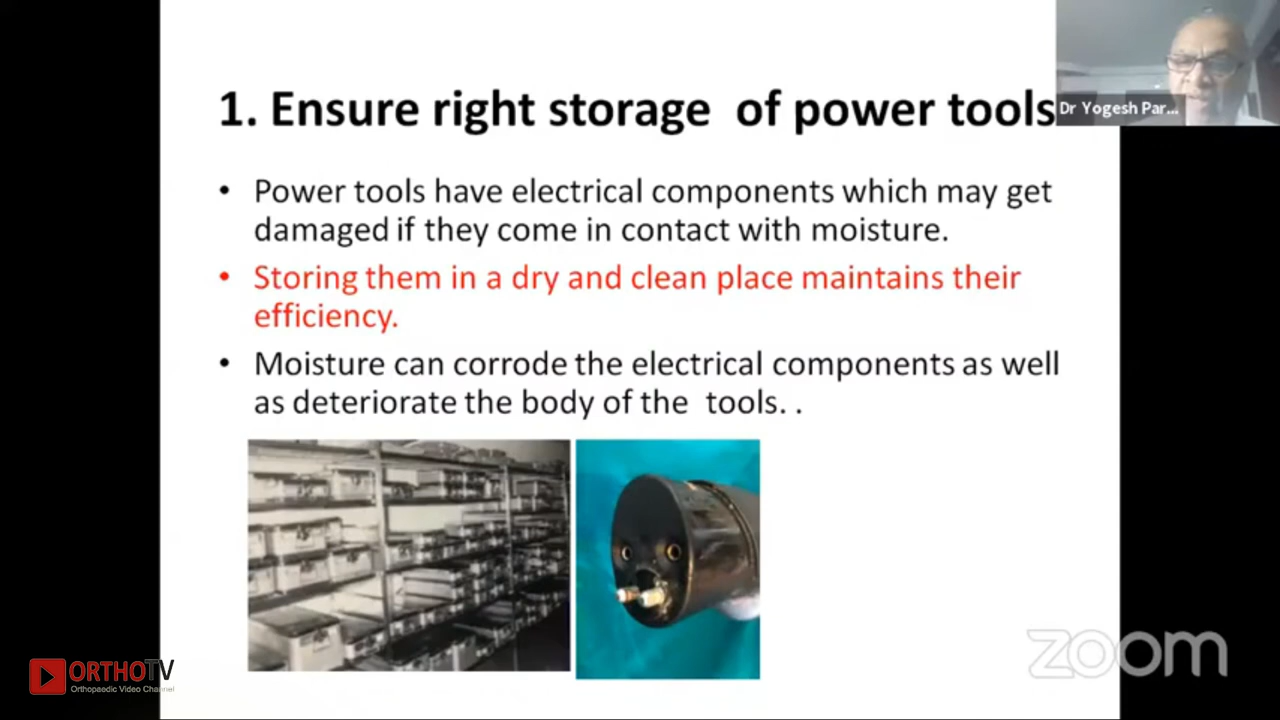 1. Ensure right storage of power tools
Dr Yogesh Par...
• Power tools have electrical components which may get
damaged if they come in contact with moisture.
• Storing them in a dry and clean place maintains their
efficiency.
• Moisture can corrode the electrical components as well
as deteriorate the body of the tools. .
ORTHOTV
Orthopaedic Video Channel
zoom